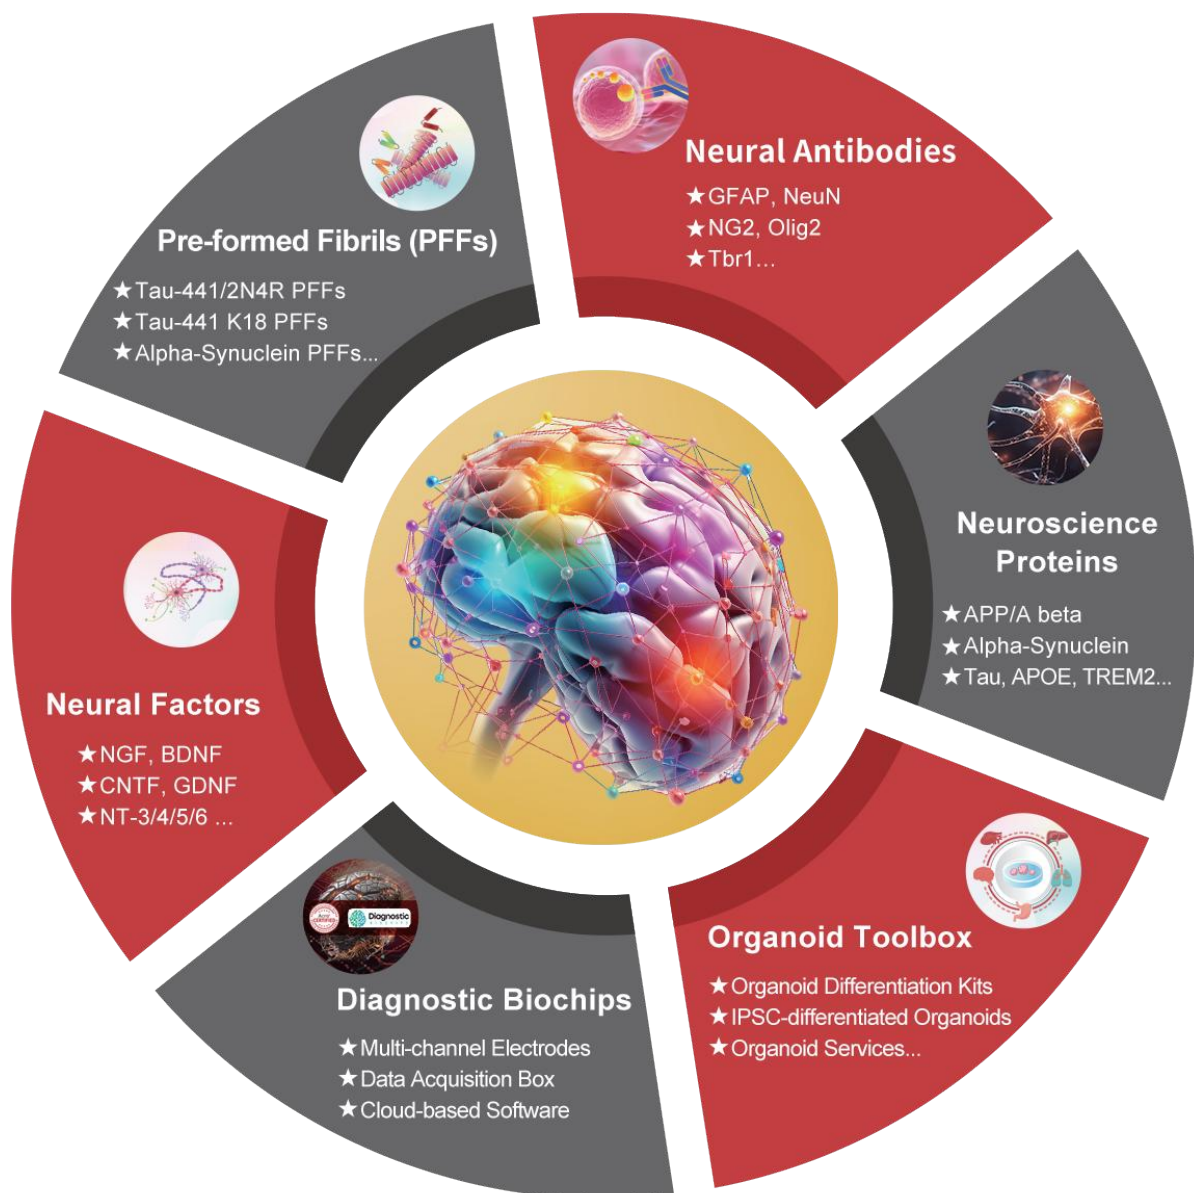 Neural Antibodies
★GFAP, NeuN
★NG2, Olig2
★Tbr1...
Neuroscience
Proteins
★APP/A beta
★Alpha-Synuclein
★Tau, APOE, TREM2...
Organoid Toolbox
★Organoid Differentiation Kits
★IPSC-differentiated Organoids
★Organoid Services...
Diagnostic
Diagnostic Biochips
★Multi-channel Electrodes
★Data Acquisition Box
★Cloud-based Software
Neural Factors
★NGF, BDNF
★CNTF, GDNF
★NT-3/4/5/6 ...
Pre-formed Fibrils (PFFs)
★Tau-441/2N4R PFFs
★Tau-441 K18 PFFs
★Alpha-Synuclein PFFs...